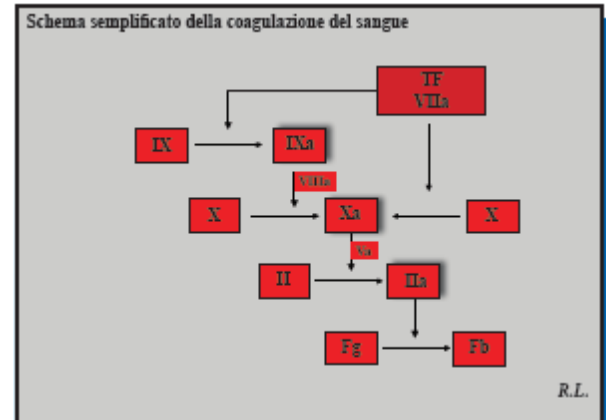 Schema semplificato della coagulazione del sangue
TF
VIIa
IX
IXa
VIIIa
X
Xa
X
Va
II
IIa
Fg
Fb
R.L.